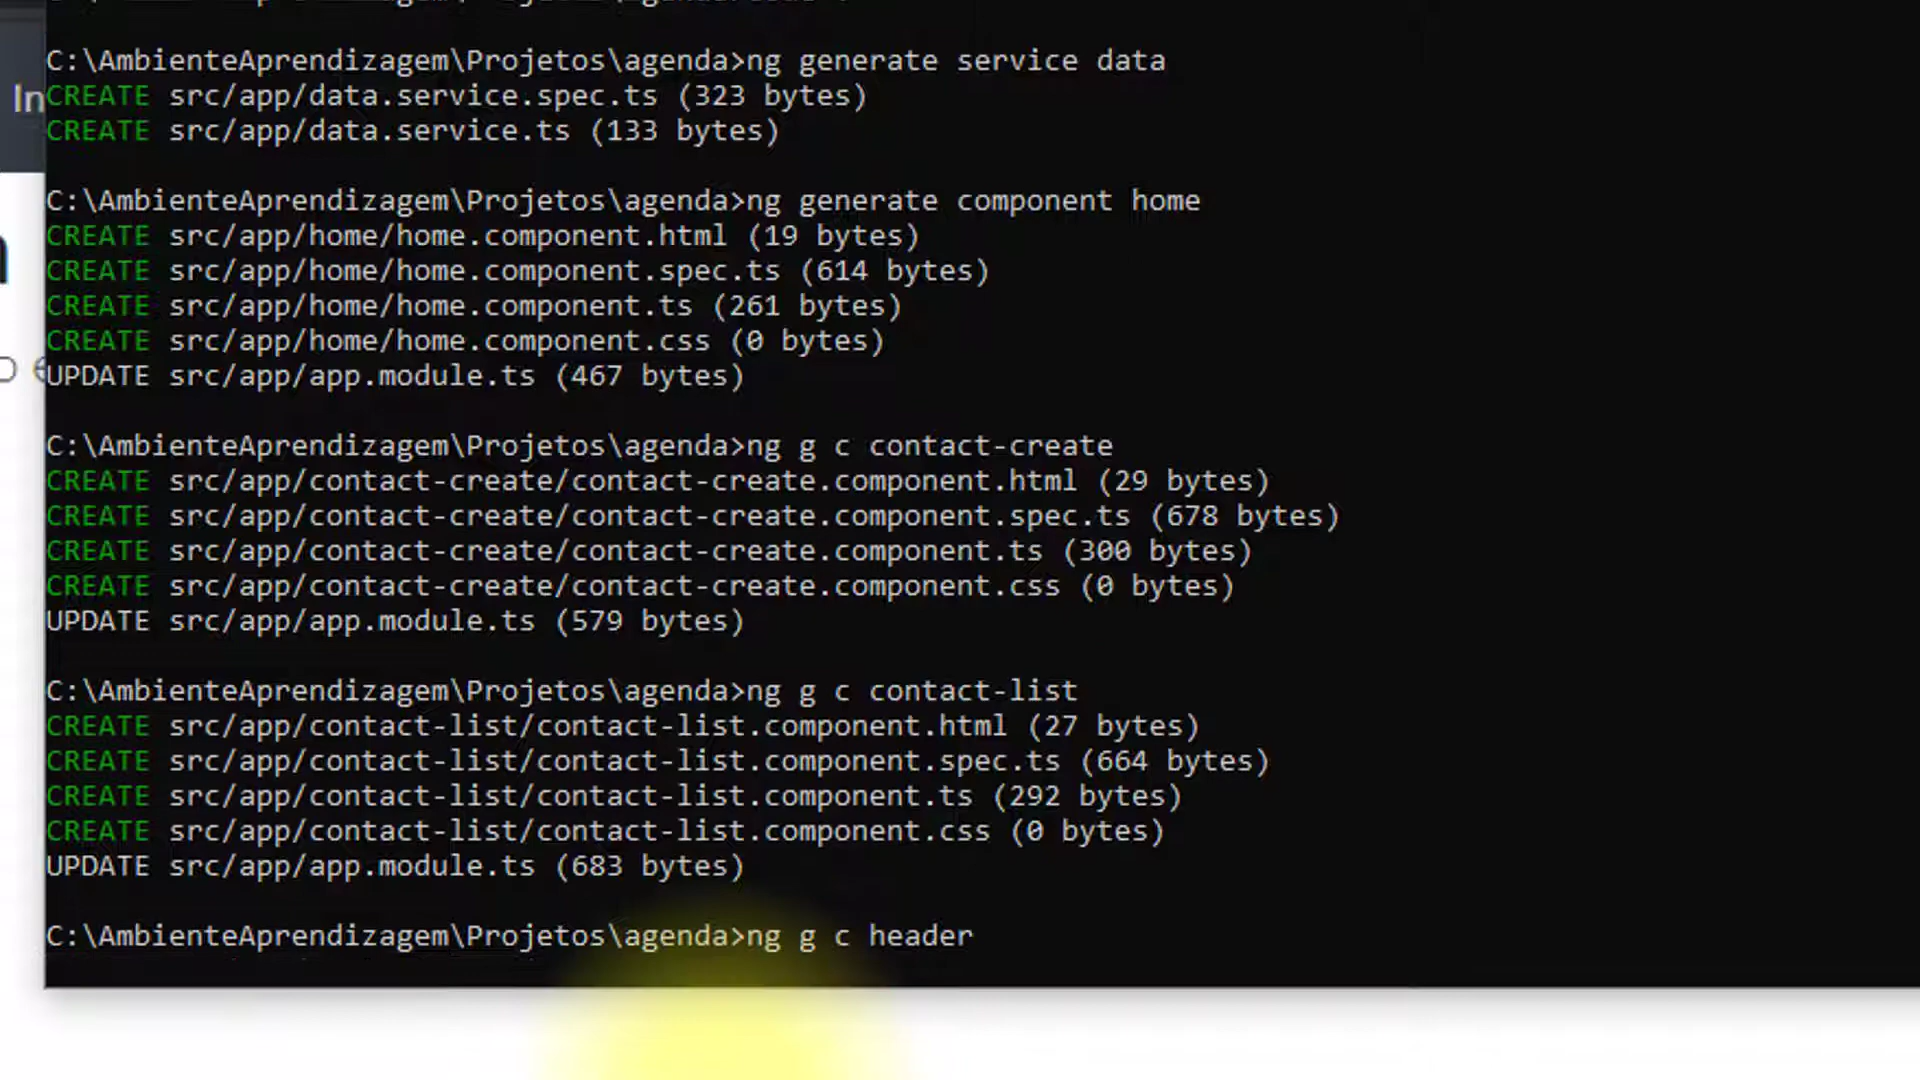 C:\AmbienteAprendizagem\Projetos\agenda>ng generate service data
In
CREATE src/app/data.service.spec.ts (323 bytes)
CREATE src/app/data.service.ts (133 bytes)
C:\AmbienteAprendizagem\Projetos\agenda>ng generate component home
CREATE src/app/home/home.component.html (19 bytes)
CREATE src/app/home/home.component.spec.ts (614 bytes)
CREATE src/app/home/home.component.ts (261 bytes)
CREATE src/app/home/home.component.css (0 bytes)
UPDATE src/app/app.module.ts (467 bytes)
C:\AmbienteAprendizagem\Projetos\agenda>ng g c contact-create
CREATE src/app/contact-create/contact-create.component.html (29 bytes)
CREATE src/app/contact-create/contact-create.component.spec.ts (678 bytes)
CREATE src/app/contact-create/contact-create.component.ts (300 bytes)
CREATE src/app/contact-create/contact-create.component.css (0 bytes)
UPDATE src/app/app.module.ts (579 bytes)
C:\AmbienteAprendizagem\Projetos\agenda>ng g c contact-list
CREATE src/app/contact-list/contact-list.component.html (27 bytes)
CREATE src/app/contact-list/contact-list.component.spec.ts (664 bytes)
CREATE src/app/contact-list/contact-list.component.ts (292 bytes)
CREATE src/app/contact-list/contact-list.component.css (0 bytes)
UPDATE src/app/app.module.ts (683 bytes)
C:\AmbienteAprendizagem\Projetos\agenda>ng g c header